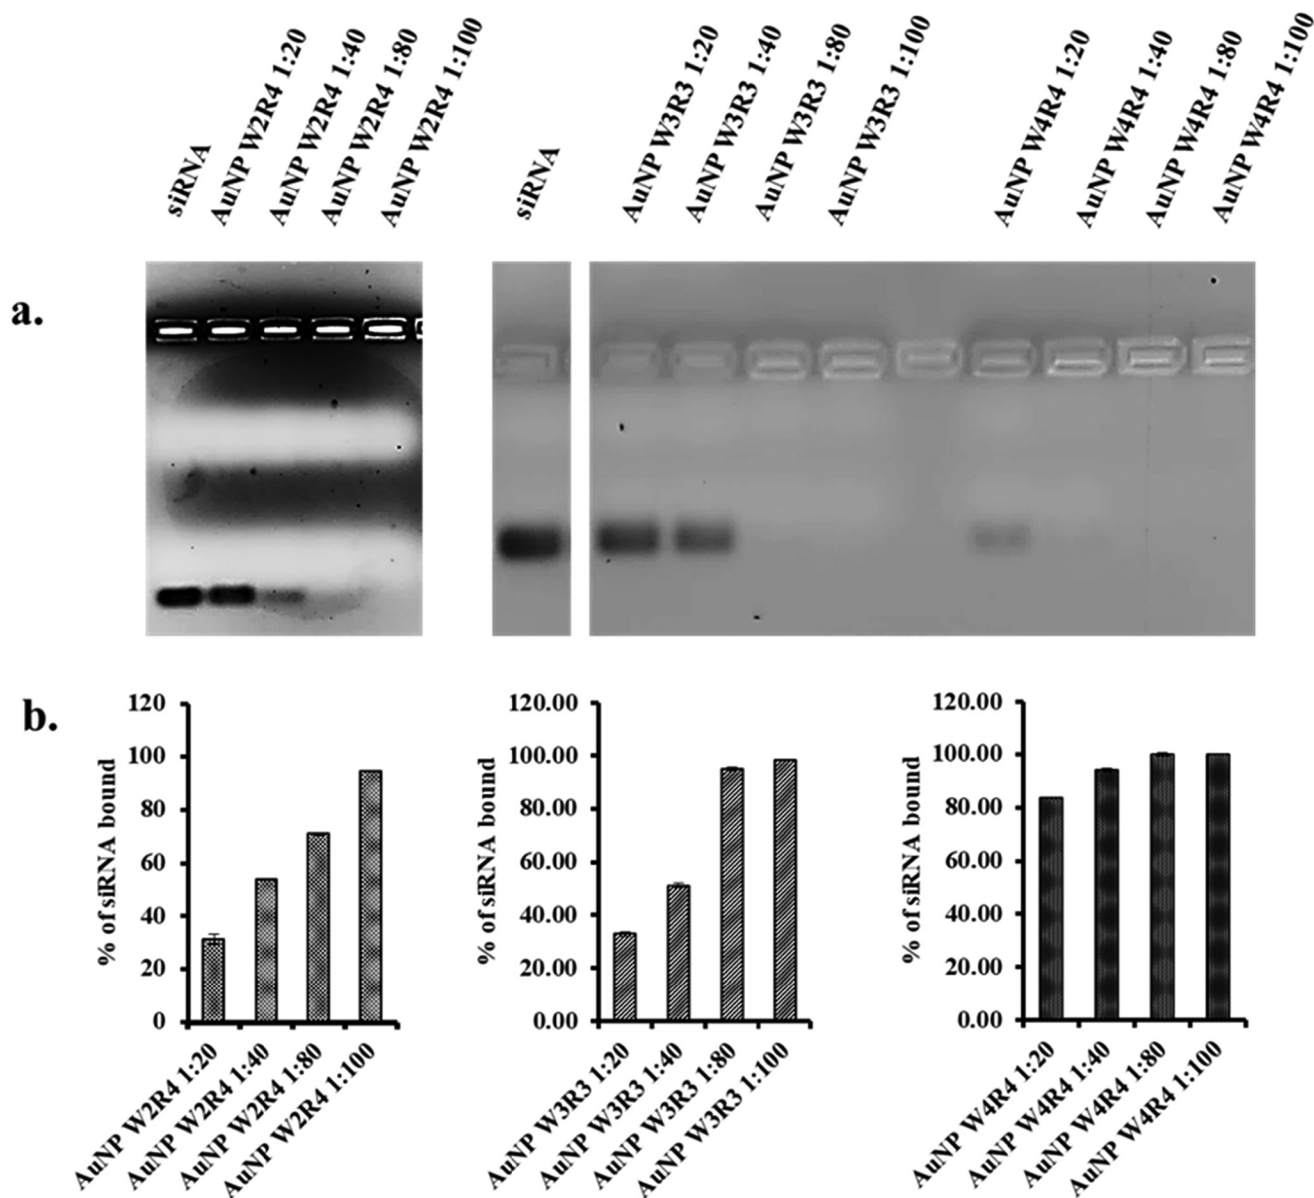 siRNA
AuNP W2R4 1:20
AuNP W2R4 1:40
AuNP W2R4 1:80
AuNP W2R4 1:100
siRNA
AuNP W3R3 1:20
AuNP W3R3 1:40
AuNP W3R3 1:80
AuNP W3R3 1:100
AuNP W4R4 1:20
AuNP W4R4 1:40
AuNP W4R4 1:80
AuNP W4R4 1:100
a.
b.
% of siRNA bound
120
100
80
60
40
20
0
AuNP W2R4 1:20
AuNP W2R4 1:40
AuNP W2R4 1:80
AuNP W2R4 1:100
% of siRNA bound
120.00
100.00
80.00
60.00
40.00
20.00
0.00
AuNP W3R3 1:20
AuNP W3R3 1:40
AuNP W3R3 1:80
AuNP W3R3 1:100
% of siRNA bound
120.00
100.00
80.00
60.00
40.00
20.00
0.00
AuNP W4R4 1:20
AuNP W4R4 1:40
AuNP W4R4 1:80
AuNP W4R4 1:100